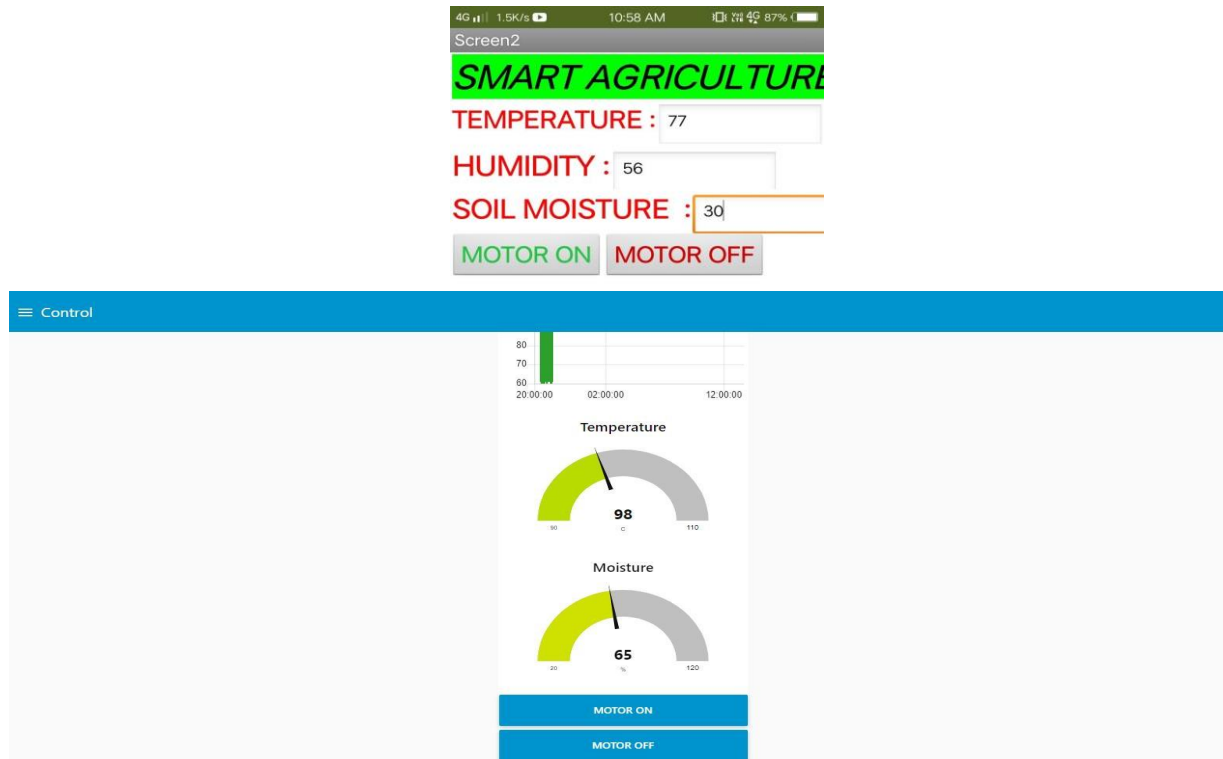 4G 1.5K/s 10:58 AM 4G 87%
Screen2
SMART AGRICULTURE
TEMPERATURE : 77
HUMIDITY : 56
SOIL MOISTURE : 30
MOTOR ON MOTOR OFF
Control
80
70
60
20:00:00 02:00:00 12:00:00
Temperature
98
90 C 110
Moisture
65
20 % 120
MOTOR ON
MOTOR OFF